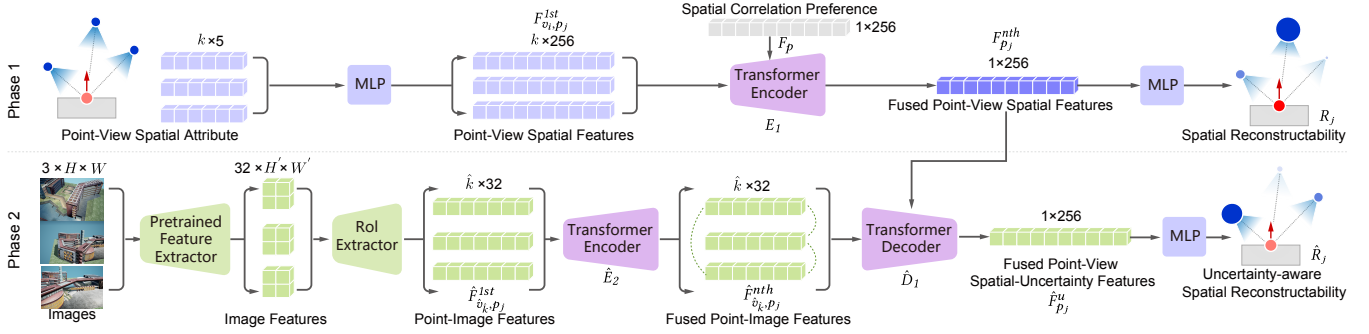 Phase 1
k ×5
Point-View Spatial Attribute
MLP
F^{1st}_{v_i,p_j}
k ×256
Point-View Spatial Features
Spatial Correlation Preference
1×256
F_p
Transformer
Encoder
E_1
F^{nth}_{p_j}
1×256
Fused Point-View Spatial Features
MLP
R_j
Spatial Reconstructability
Phase 2
3 × H × W
Images
Pretrained
Feature
Extractor
32 × H' × W'
Image Features
RoI
Extractor
k̂ ×32
F̂^{1st}_{v̂_k,p_j}
Point-Image Features
Transformer
Encoder
Ê_2
k̂ ×32
F̂^{nth}_{v̂_k,p_j}
Fused Point-Image Features
Transformer
Decoder
D̂_1
1×256
Fused Point-View
Spatial-Uncertainty Features
F̂^u_{p_j}
MLP
R̂_j
Uncertainty-aware
Spatial Reconstructability